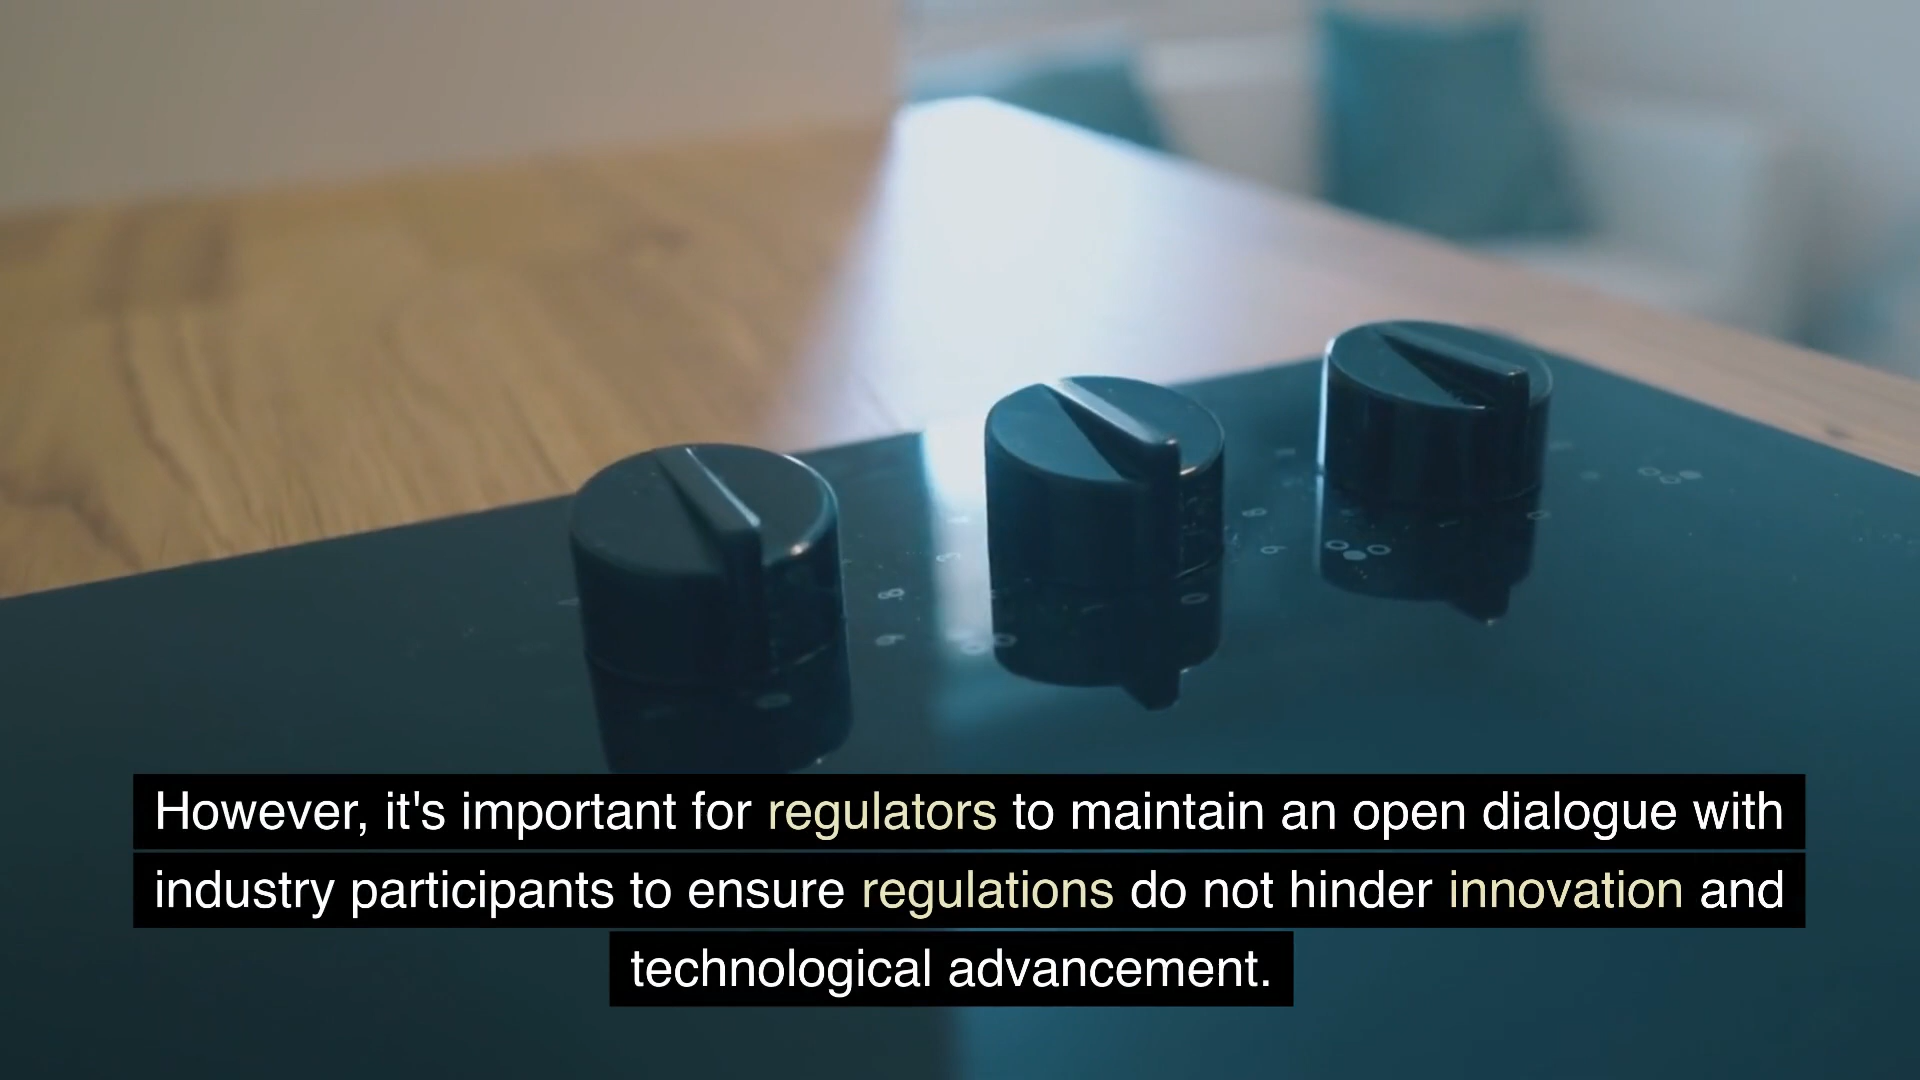 However, it's important for regulators to maintain an open dialogue with
industry participants to ensure regulations do not hinder innovation and
technological advancement.